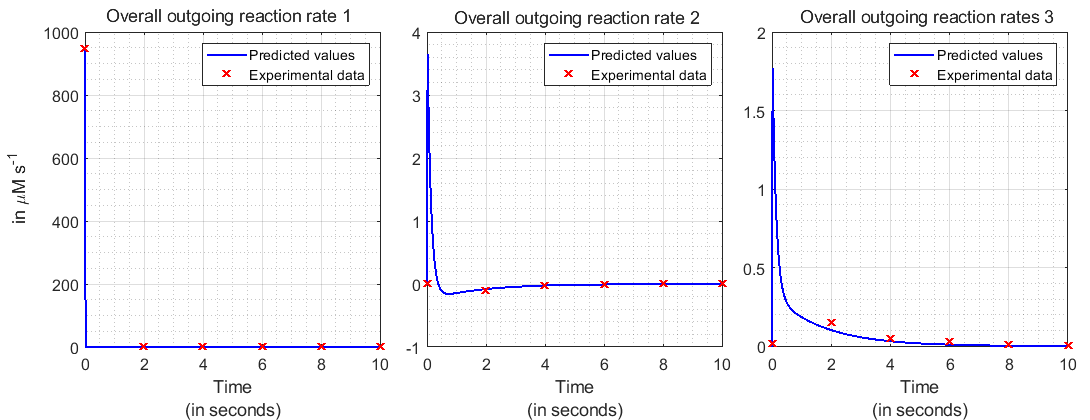 Overall outgoing reaction rate 1
1000
800
600
400
200
0
in μM s-1
0 2 4 6 8 10
Time
(in seconds)
Predicted values
Experimental data
Overall outgoing reaction rate 2
4
3
2
1
0
-1
0 2 4 6 8 10
Time
(in seconds)
Predicted values
Experimental data
Overall outgoing reaction rates 3
2
1.5
1
0.5
0
0 2 4 6 8 10
Time
(in seconds)
Predicted values
Experimental data